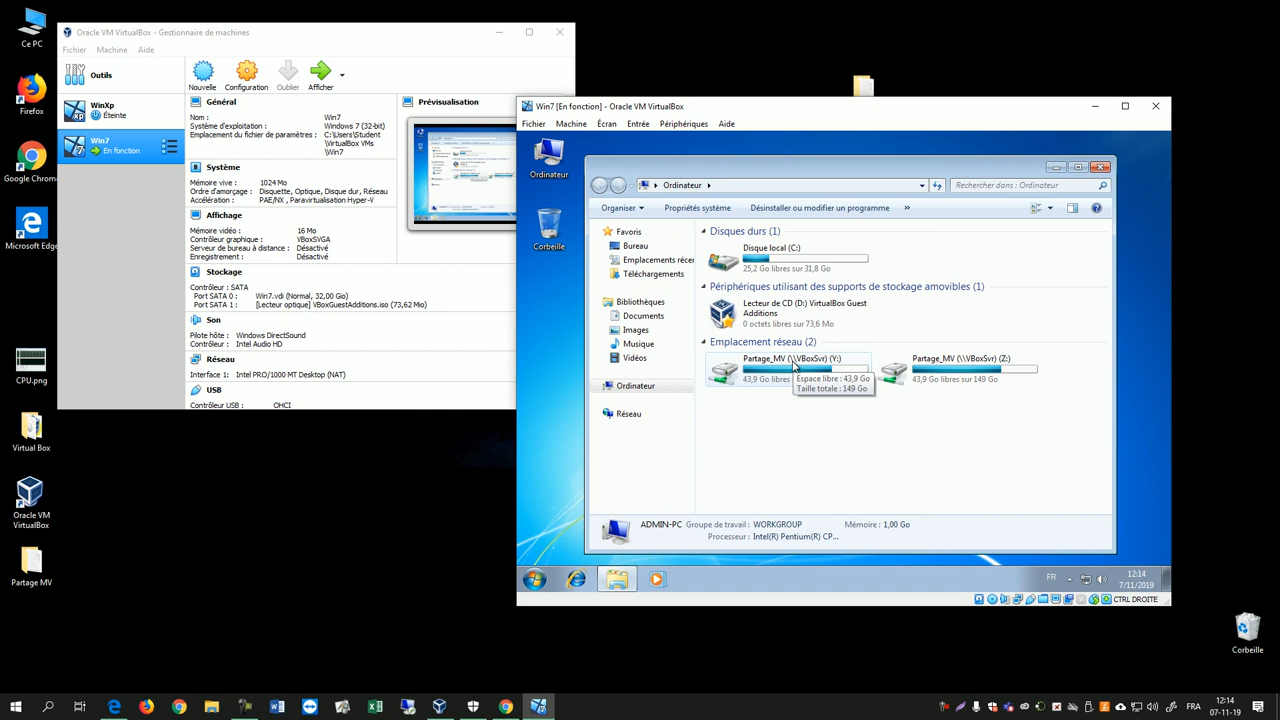 Ce PC
Firefox
Google Chrome
Microsoft Edge
CPU.png
Virtual Box
Oracle VM
VirtualBox
Partage MV
Oracle VM VirtualBox - Gestionnaire de machines
Fichier Machine Aide
Outils
WinXp
Éteinte
Win7
En fonction
Nouvelle Configuration Oublier Afficher
Général
Nom : Win7
Système d'exploitation : Windows 7 (32-bit)
Emplacement du fichier de paramètres : C:\Users\Student
\VirtualBox VMs
\Win7
Système
Mémoire vive : 1024 Mo
Ordre d'amorçage : Disquette, Optique, Disque dur, Réseau
Accélération : PAE/NX , Paravirtualisation Hyper-V
Affichage
Mémoire vidéo : 16 Mo
Contrôleur graphique : VBoxSVGA
Serveur de bureau à distance : Désactivé
Enregistrement : Désactivé
Stockage
Contrôleur : SATA
Port SATA 0 : Win7.vdi (Normal, 32,00 Gio)
Port SATA 1 : [Lecteur optique] VBoxGuestAdditions.iso (73,62 Mio)
Son
Pilote hôte : Windows DirectSound
Contrôleur : Intel HD Audio
Réseau
Interface 1: Intel PRO/1000 MT Desktop (NAT)
USB
Contrôleur USB : OHCI
Prévisualisation
Win7 [En fonction] - Oracle VM VirtualBox
Fichier Machine Écran Entrée Périphériques Aide
Ordinateur
Corbeille
Ordinateur
Rechercher dans : Ordinateur
Organiser Propriétés système Désinstaller ou modifier un programme »
Favoris
Bureau
Emplacements récer
Téléchargements
Bibliothèques
Documents
Images
Musique
Vidéos
Ordinateur
Réseau
Disques durs (1)
Disque local (C:)
25,2 Go libres sur 31,8 Go
Périphériques utilisant des supports de stockage amovibles (1)
Lecteur de CD (D:) VirtualBox Guest
Additions
0 octets libres sur 73,6 Mo
Emplacement réseau (2)
Partage_MV (\\VBoxSvr) (Y:)
43,9 Go libres
Espace libre : 43,9 Go
Taille totale : 149 Go
Partage_MV (\\VBoxSvr) (Z:)
43,9 Go libres sur 149 Go
ADMIN-PC Groupe de travail : WORKGROUP Mémoire : 1,00 Go
Processeur : Intel(R) Pentium(R) CP...
FR
12:14
7/11/2019
CTRL DROITE
Corbeille
FRA
12:14
07-11-19